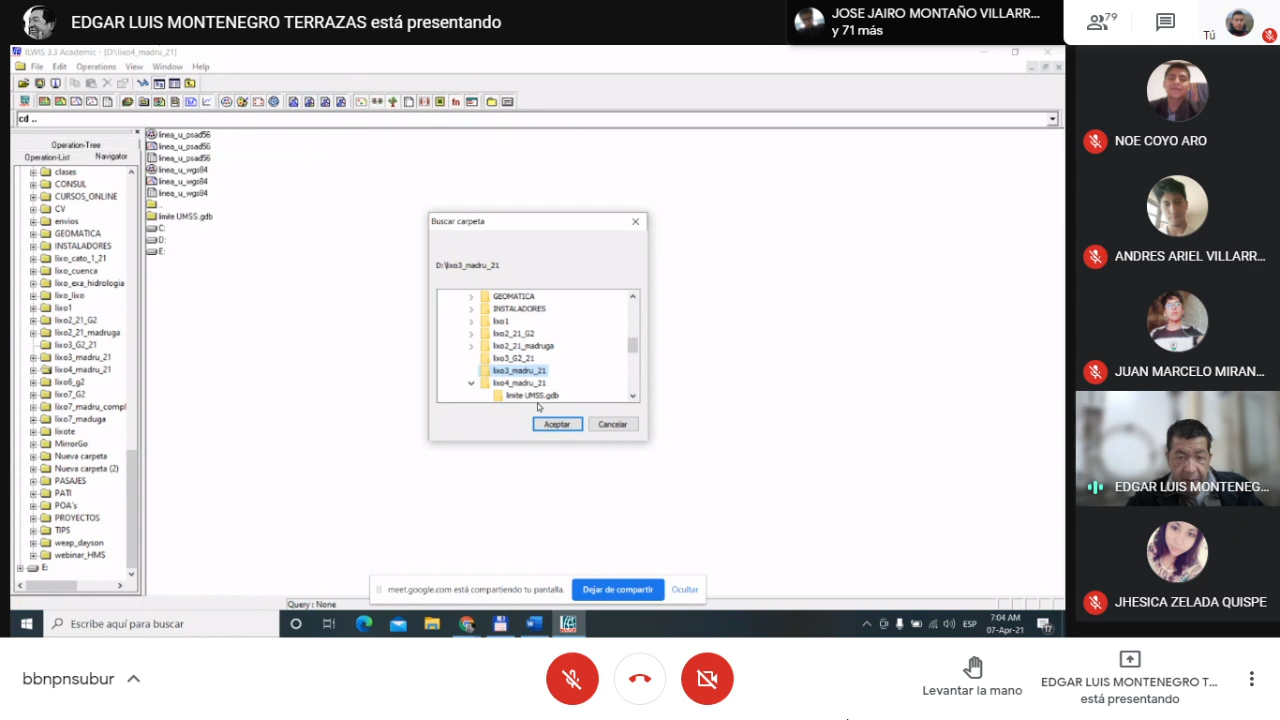 EDGAR LUIS MONTENEGRO TERRAZAS está presentando
JOSE JAIRO MONTAÑO VILLARR...
y 71 más
79
Tú
ILWIS 3.3 Academic - [D:\lixo4_madru_21]
File Edit Operations View Window Help
cd ..
Operation-Tree
Operation-List Navigator
clases
CONSUL
CURSOS_ONLINE
CV
envios
GEOMATICA
INSTALADORES
lixo_cato_1_21
lixo_cuenca
lixo_exa_hidrologia
lixo_lixo
lixo1
lixo2_21_G2
lixo2_21_madruga
lixo3_G2_21
lixo3_madru_21
lixo4_madru_21
lixo6_g2
lixo7_G2
lixo7_madru_compl
lixo7_maduga
lixote
MirrorGo
Nueva carpeta
Nueva carpeta (2)
PASAJES
PATI
POA's
PROYECTOS
TIPS
weap_dayson
webinar_HMS
E:
linea_u_psad56
linea_u_psad56
linea_u_psad56
linea_u_wgs84
linea_u_wgs84
linea_u_wgs84
..
limite UMSS.gdb
C:
D:
E:
Buscar carpeta
D:\lixo3_madru_21
GEOMATICA
INSTALADORES
lixo1
lixo2_21_G2
lixo2_21_madruga
lixo3_G2_21
lixo3_madru_21
lixo4_madru_21
limite UMSS.gdb
Aceptar Cancelar
meet.google.com está compartiendo tu pantalla. Dejar de compartir Ocultar
Query : None
Escribe aquí para buscar
ESP
7:04 AM
07-Apr-21
17
NOE COYO ARO
ANDRES ARIEL VILLARR...
JUAN MARCELO MIRAN...
EDGAR LUIS MONTENEG...
JHESICA ZELADA QUISPE
bbnpnsubur
Levantar la mano
EDGAR LUIS MONTENEGRO T...
está presentando